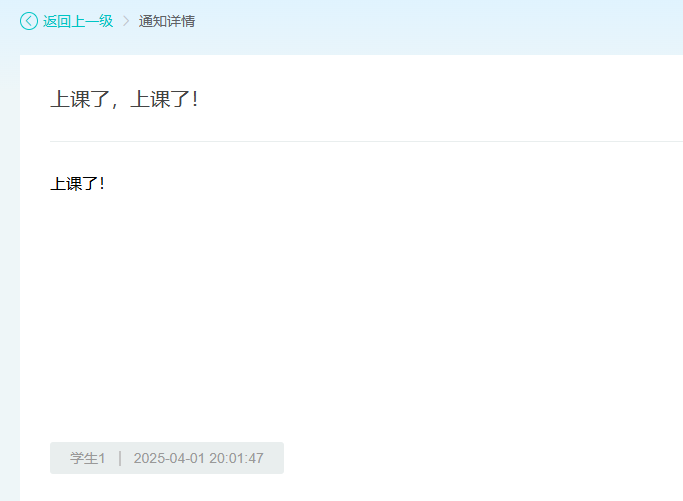 返回上一级 > 通知详情
上课了，上课了！
上课了！
学生1 | 2025-04-01 20:01:47